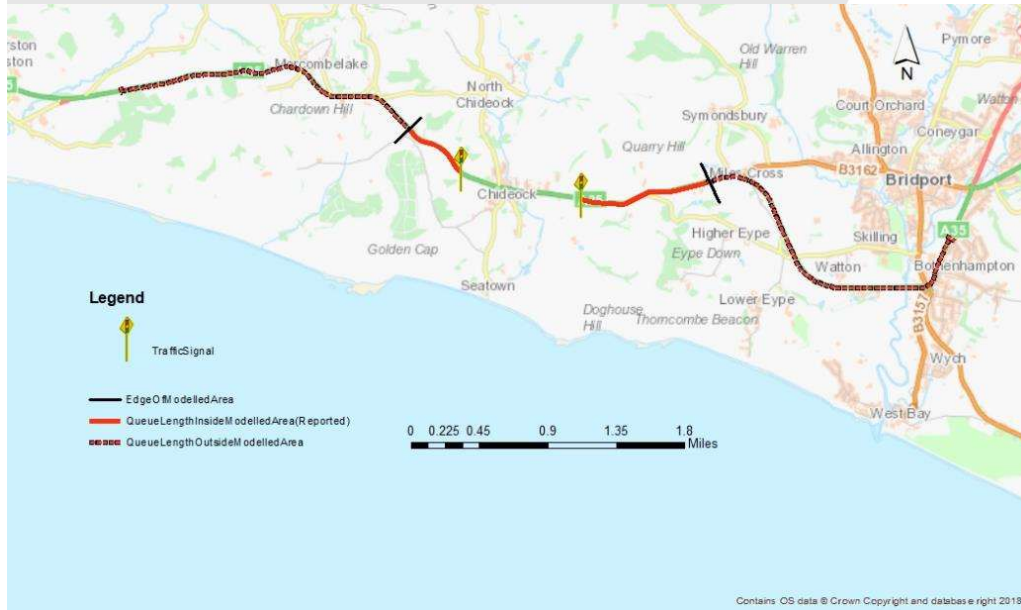 Pymore
Old Warren
Hill
Morcombelake
North
Chideock
Watton
Chardown Hill
Court Orchard
Symondsbury
Coneygar
Allington
Quarry Hill
B3162
Miles Cross
Bridport
Chideock
A35
Higher Eype
Skilling
Golden Cap
Eype Down
Watton
Bothenhampton
Seatown
Lower Eype
Legend
Doghouse
Hill
Thorncombe Beacon
B3157
TrafficSignal
Wych
EdgeOfModelledArea
QueueLengthInsideModelledArea(Reported)
West Bay
QueueLengthOutsideModelledArea
0 0.225 0.45 0.9 1.35 1.8
Miles
N
Contains OS data © Crown Copyright and database right 2018